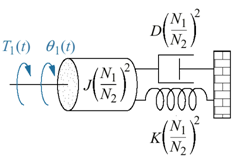 D(N₁/N₂)²
T₁(t) θ₁(t)
J(N₁/N₂)²
K(N₁/N₂)²